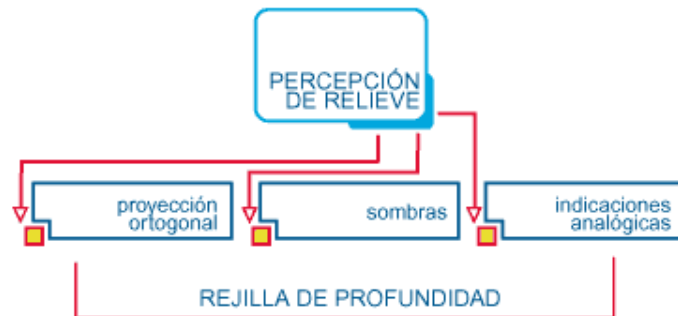 PERCEPCIÓN
DE RELIEVE
proyección
ortogonal
sombras
indicaciones
analógicas
REJILLA DE PROFUNDIDAD